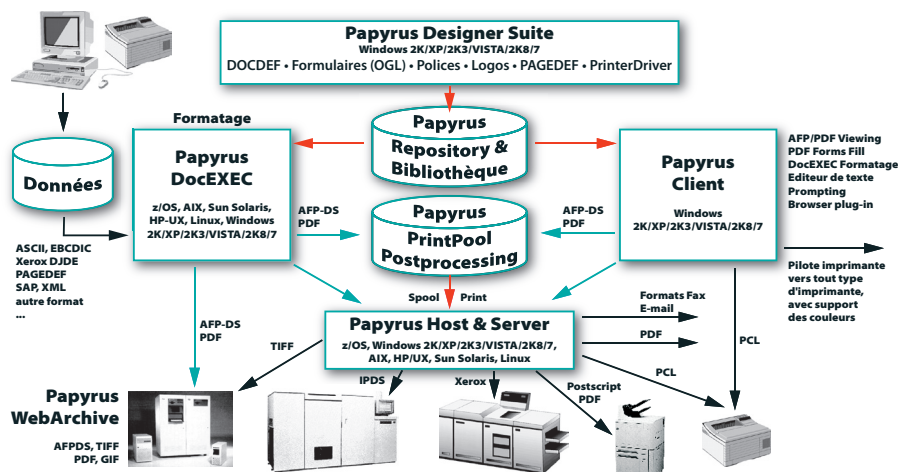 Papyrus Designer Suite
Windows 2K/XP/2K3/VISTA/2K8/7
DOCDEF • Formulaires (OGL) • Polices • Logos • PAGEDEF • PrinterDriver
Formatage
Papyrus
Repository &
Bibliothèque
Données
Papyrus
DocEXEC
z/OS, AIX, Sun Solaris,
HP-UX, Linux, Windows
2K/XP/2K3/VISTA/2K8/7
Papyrus
Client
Windows
2K/XP/2K3/VISTA/2K8/7
AFP/PDF Viewing
PDF Forms Fill
DocEXEC Formatage
Editeur de texte
Prompting
Browser plug-in
AFP-DS
PDF
Papyrus
PrintPool
Postprocessing
AFP-DS
PDF
ASCII, EBCDIC
Xerox DJDE
PAGEDEF
SAP, XML
autre format
...
Pilote imprimante
vers tout type
d'imprimante,
avec support
des couleurs
Spool Print
AFP-DS
PDF
Papyrus Host & Server
z/OS, Windows 2K/XP/2K3/VISTA/2K8/7,
AIX, HP/UX, Sun Solaris, Linux
Formats Fax
E-mail
PDF
PCL
PCL
TIFF
IPDS
Xerox
Postscript
PDF
Papyrus
WebArchive
AFPDS, TIFF
PDF, GIF